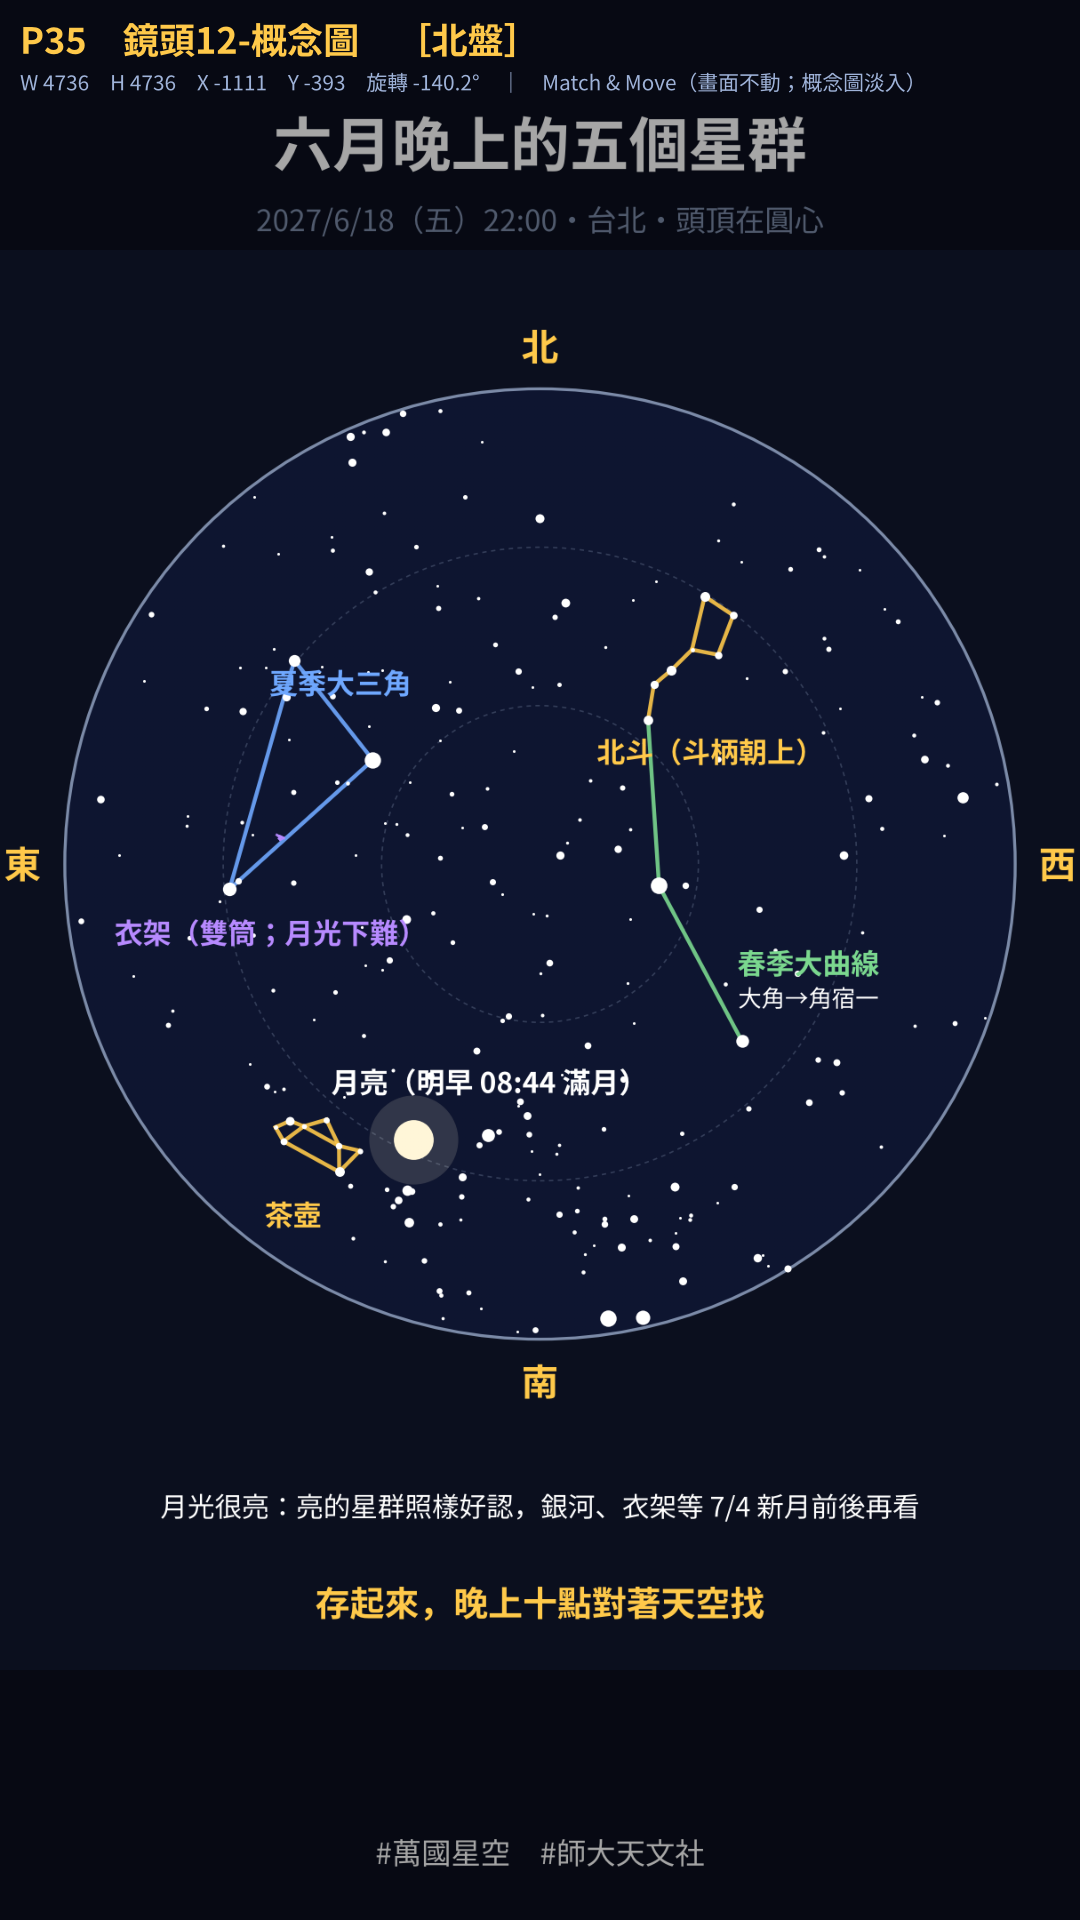 P35 鏡頭12-概念圖 ［北盤］
W 4736 H 4736 X -1111 Y -393 旋轉 -140.2° ｜ Match & Move（畫面不動；概念圖淡入）
六月晚上的五個星群
2027/6/18（五）22:00・台北・頭頂在圓心
北
夏季大三角
北斗（斗柄朝上）
東
西
衣架（雙筒；月光下難）
春季大曲線
大角→角宿一
月亮（明早 08:44 滿月）
茶壺
南
月光很亮：亮的星群照樣好認，銀河、衣架等 7/4 新月前後再看
存起來，晚上十點對著天空找
#萬國星空 #師大天文社